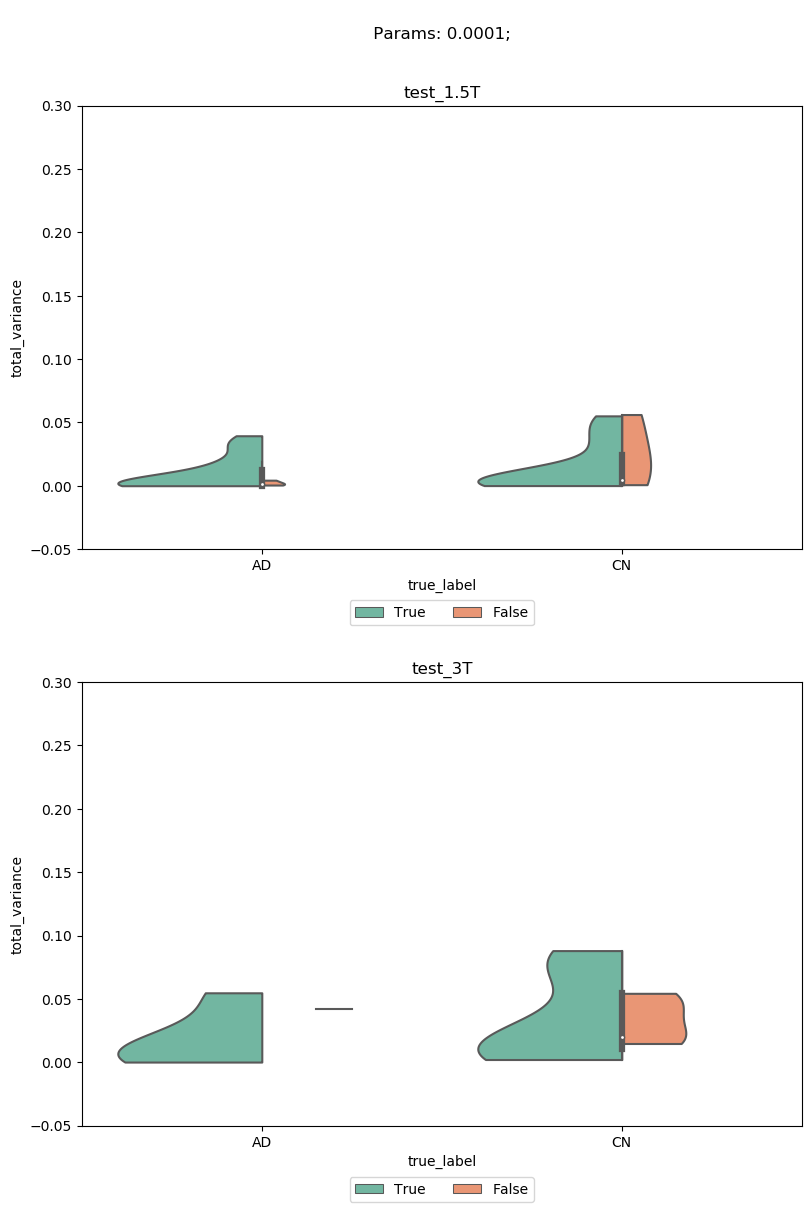 Params: 0.0001;
test_1.5T
0.30
0.25
0.20
0.15
0.10
0.05
0.00
−0.05
total_variance
AD CN
true_label
True False
test_3T
0.30
0.25
0.20
0.15
0.10
0.05
0.00
−0.05
total_variance
AD CN
true_label
True False